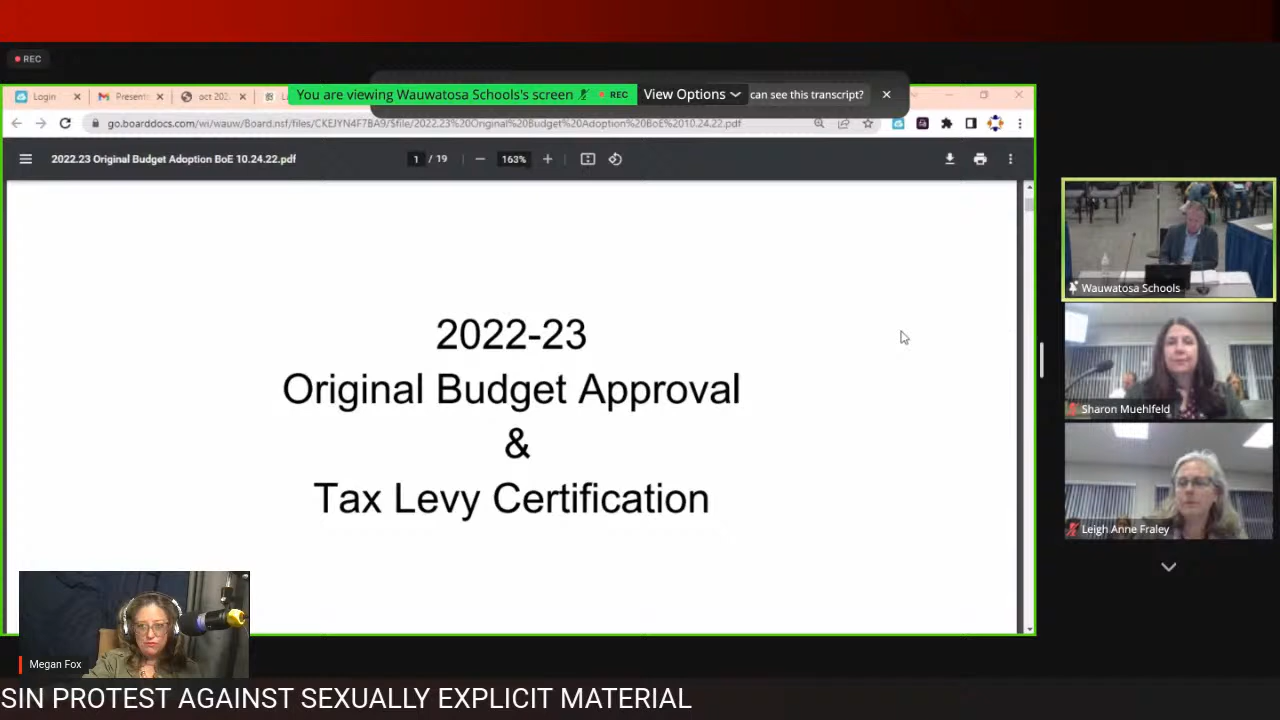 REC
Login
Present
oct 202
You are viewing Wauwatosa Schools's screen
REC
View Options
can see this transcript?
go.boarddocs.com/wi/wauw/Board.nsf/files/CKEJYN4F7BA9/$file/2022.23%20Original%20Budget%20Adoption%20BoE%2010.24.22.pdf
2022.23 Original Budget Adoption BoE 10.24.22.pdf
1 / 19
163%
2022-23
Original Budget Approval
&
Tax Levy Certification
Wauwatosa Schools
Sharon Muehlfeld
Leigh Anne Fraley
Megan Fox
SIN PROTEST AGAINST SEXUALLY EXPLICIT MATERIAL